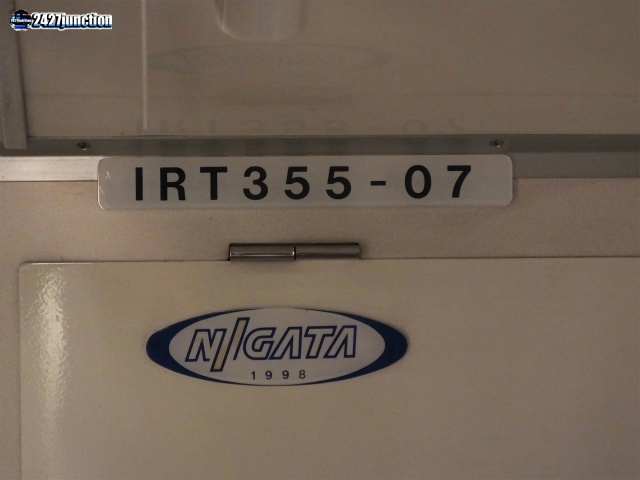 2427junction
IRT355-07
NIIGATA
1998